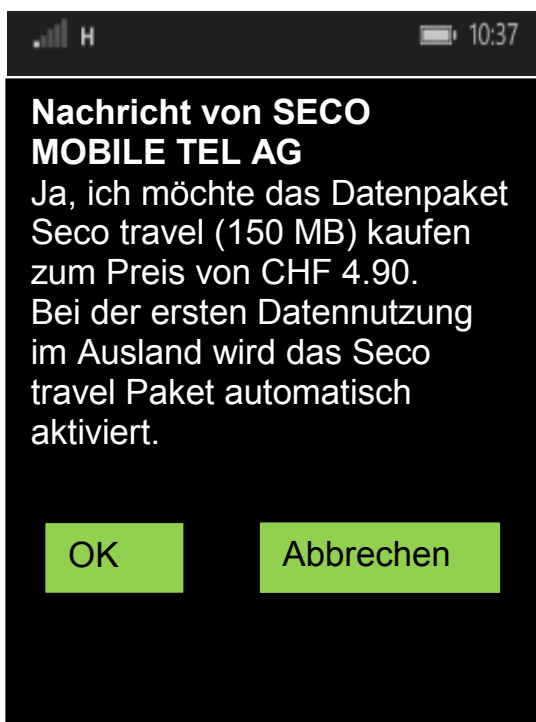 H 10:37
Nachricht von SECO
MOBILE TEL AG
Ja, ich möchte das Datenpaket
Seco travel (150 MB) kaufen
zum Preis von CHF 4.90.
Bei der ersten Datennutzung
im Ausland wird das Seco
travel Paket automatisch
aktiviert.
OK Abbrechen